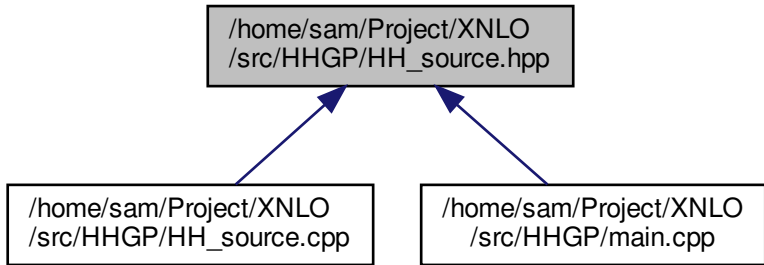 /home/sam/Project/XNLO
/src/HHGP/HH_source.hpp
/home/sam/Project/XNLO
/src/HHGP/HH_source.cpp
/home/sam/Project/XNLO
/src/HHGP/main.cpp